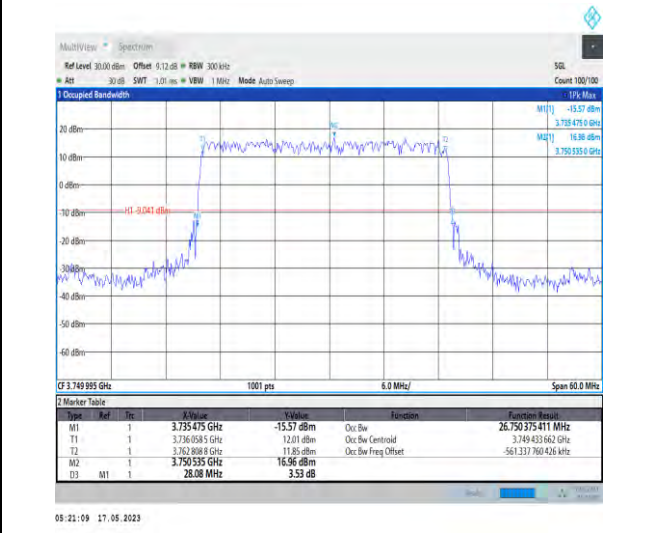 MultiView Spectrum
Ref Level 30.00 dBm Offset 9.12 dB RBW 300 kHz SGL
Att 30 dB SWT 1.01 ms VBW 1 MHz Mode Auto Sweep Count 100/100
1 Occupied Bandwidth 1Pk Max
M1[1] -15.57 dBm
3.735 475 0 GHz
M2[1] 16.96 dBm
3.750 535 0 GHz
20 dBm
M2
T1 T2
10 dBm
0 dBm
H1 -9.041 dBm
-10 dBm
-20 dBm
-30 dBm
-40 dBm
-50 dBm
-60 dBm
CF 3.749 995 GHz 1001 pts 6.0 MHz/ Span 60.0 MHz
2 Marker Table
Type Ref Trc X-Value Y-Value Function Function Result
M1 1 3.735 475 GHz -15.57 dBm Occ Bw 26.750 375 411 MHz
T1 1 3.736 058 5 GHz 12.01 dBm Occ Bw Centroid 3.749 433 662 GHz
T2 1 3.762 808 8 GHz 11.85 dBm Occ Bw Freq Offset -561.337 760 426 kHz
M2 1 3.750 535 GHz 16.96 dBm
D3 M1 1 28.08 MHz 3.53 dB
05:21:09 17.05.2023